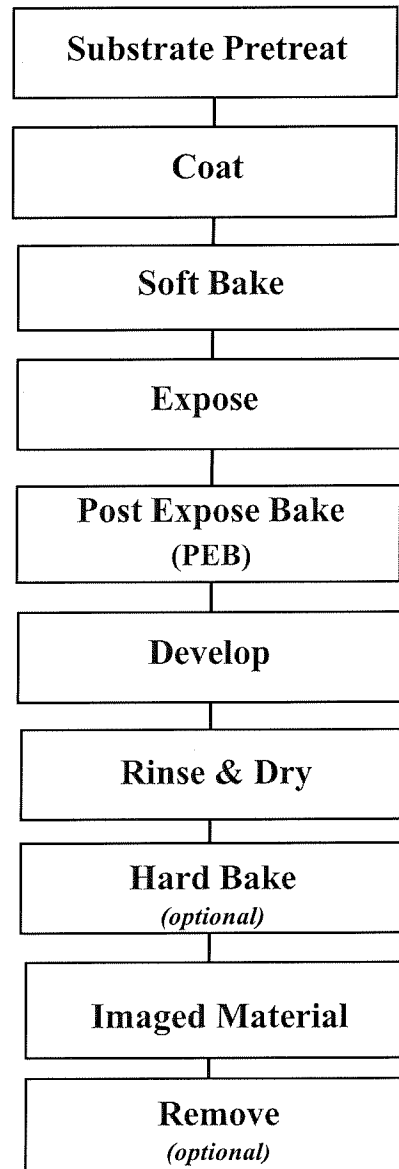 Substrate Pretreat
Coat
Soft Bake
Expose
Post Expose Bake
(PEB)
Develop
Rinse & Dry
Hard Bake
(optional)
Imaged Material
Remove
(optional)